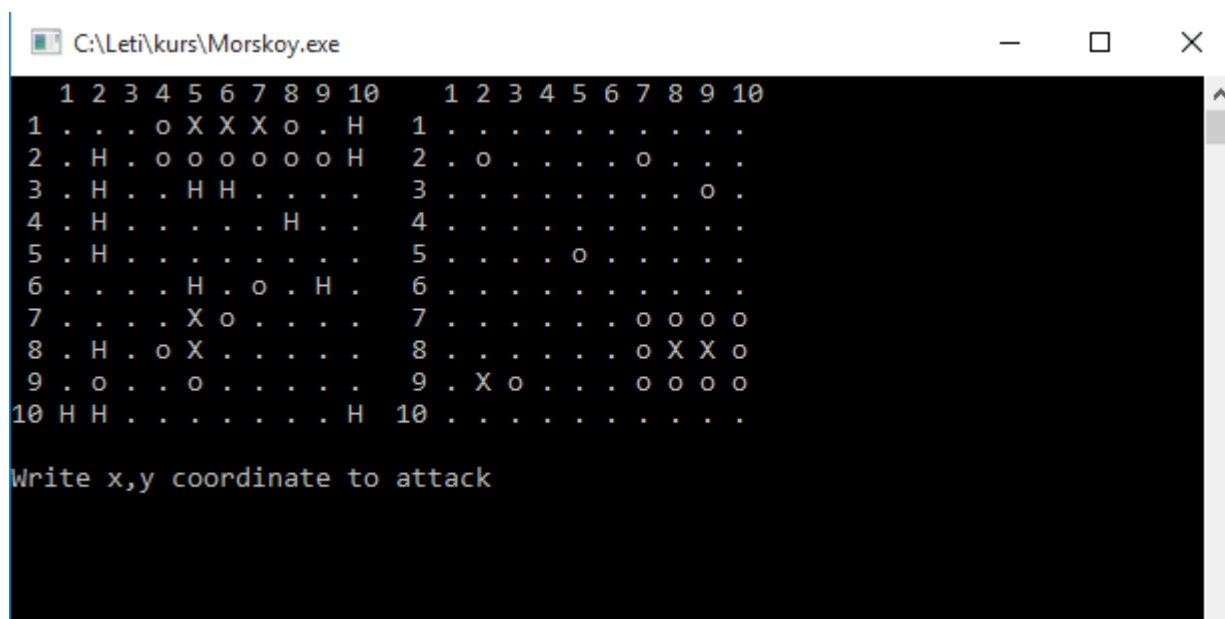 C:\Leti\kurs\Morskoy.exe
1 2 3 4 5 6 7 8 9 10 1 2 3 4 5 6 7 8 9 10
1 . . . o X X X o . H 1 . . . . . . . . . .
2 . H . o o o o o o H 2 . o . . . . o . . .
3 . H . . H H . . . . 3 . . . . . . . . o .
4 . H . . . . . H . . 4 . . . . . . . . . .
5 . H . . . . . . . . 5 . . . . o . . . . .
6 . . . . H . o . H . 6 . . . . . . . . . .
7 . . . . X o . . . . 7 . . . . . . o o o o
8 . H . o X . . . . . 8 . . . . . . o X X o
9 . o . . o . . . . . 9 . X o . . . o o o o
10 H H . . . . . . . H 10 . . . . . . . . . .
Write x,y coordinate to attack